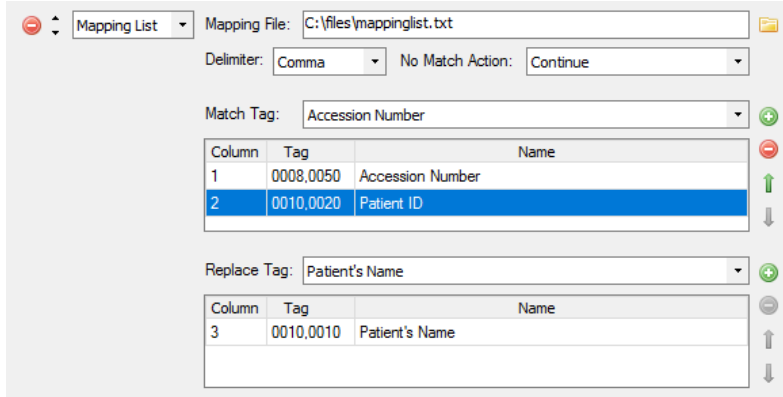 Mapping List Mapping File: C:\files\mappinglist.txt
Delimiter: Comma No Match Action: Continue
Match Tag: Accession Number
Column Tag Name
1 0008,0050 Accession Number
2 0010,0020 Patient ID
Replace Tag: Patient's Name
Column Tag Name
3 0010,0010 Patient's Name